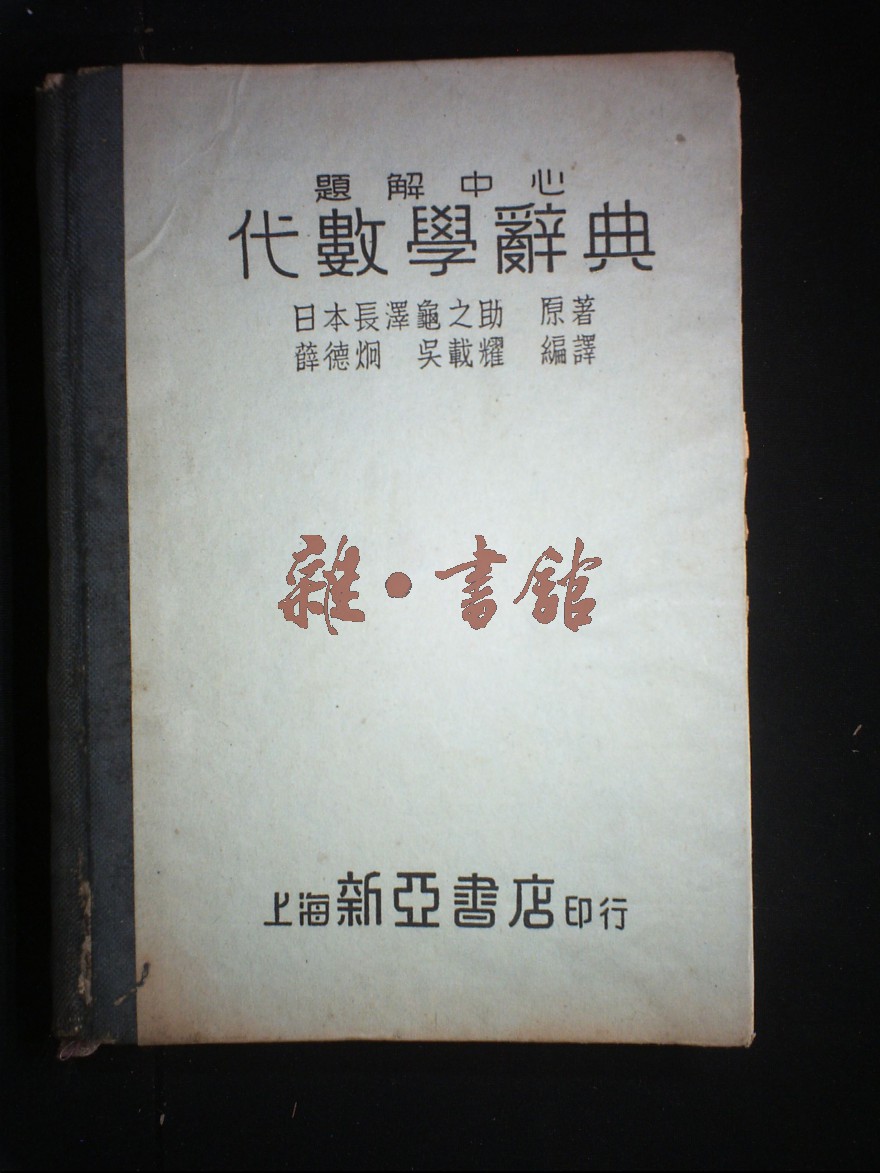 題解中心
代數學辭典
日本長澤龜之助 原著
薛德炯 吳載耀 編譯
雜·書館
上海新亞書店印行